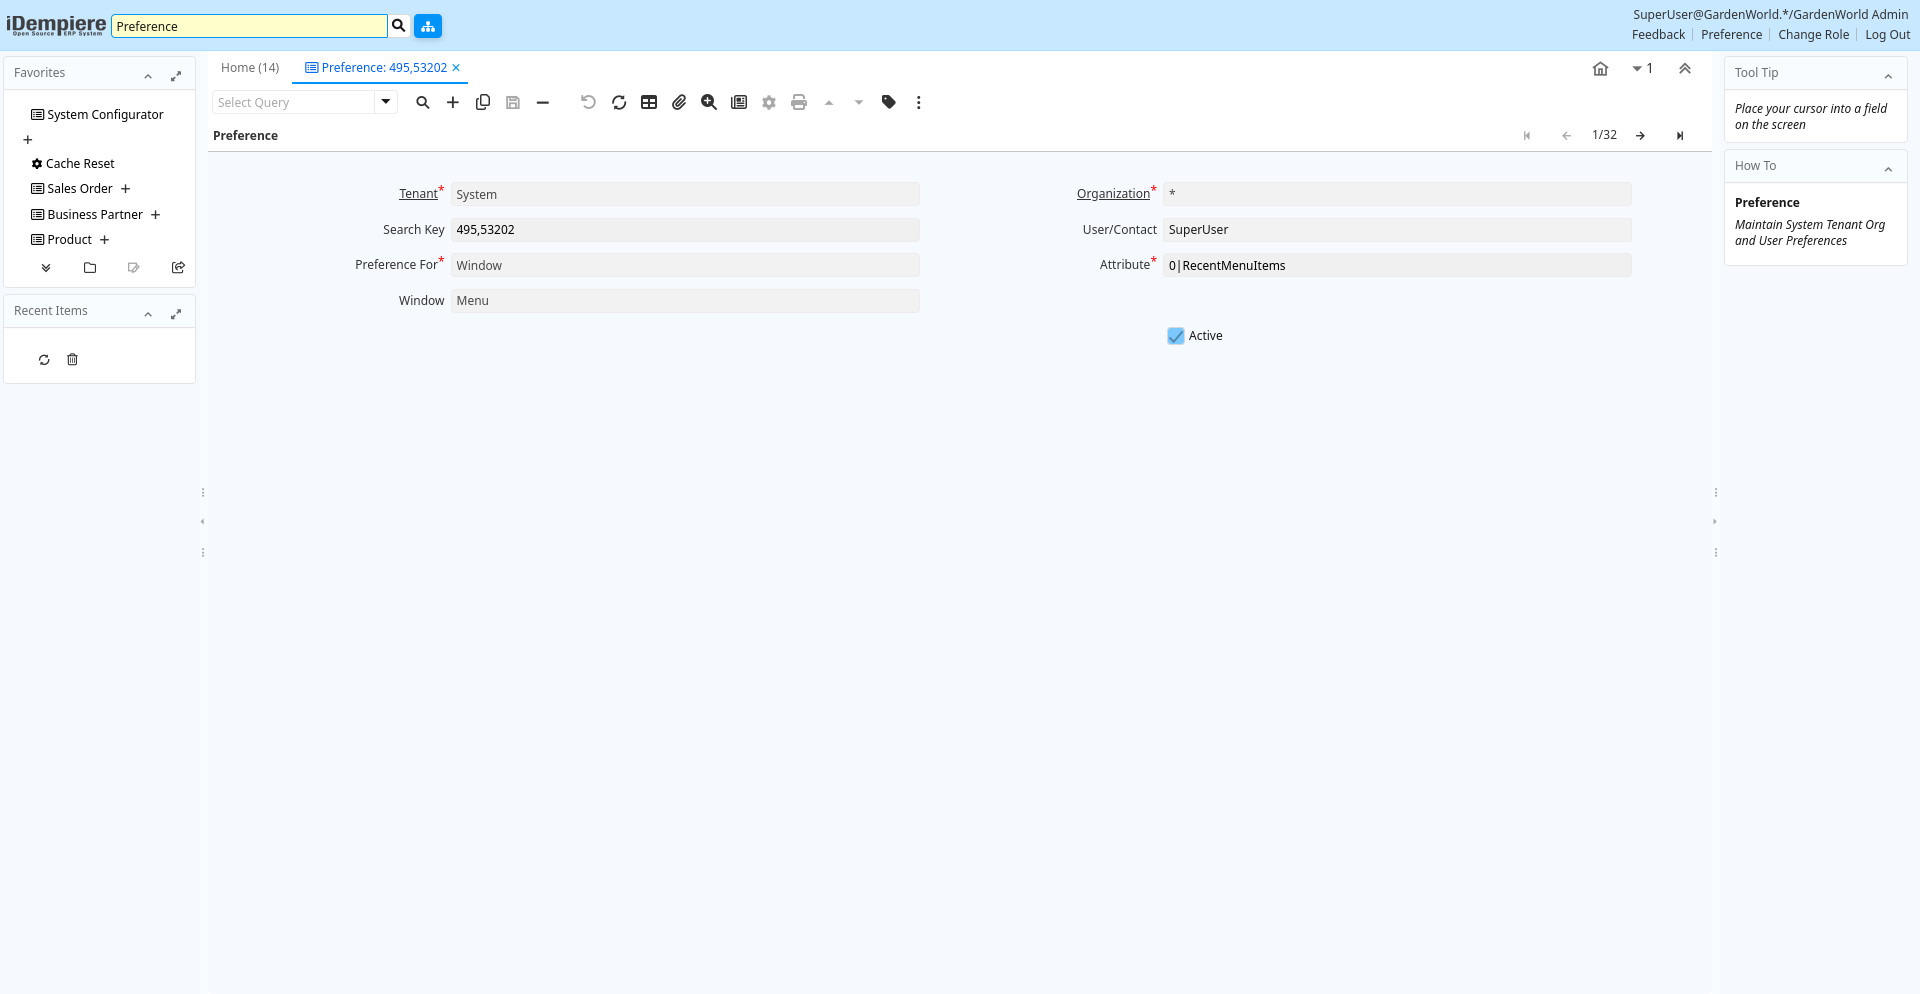 iDempiere
Open Source ERP System
Preference
SuperUser@GardenWorld.*/GardenWorld Admin
Feedback
Preference
Change Role
Log Out
Favorites
System Configurator
Cache Reset
Sales Order
Business Partner
Product
Recent Items
Home (14)
Preference: 495,53202
1
Select Query
Preference
1/32
Tenant*
System
Organization*
*
Search Key
495,53202
User/Contact
SuperUser
Preference For*
Window
Attribute*
0|RecentMenuItems
Window
Menu
Active
Tool Tip
Place your cursor into a field
on the screen
How To
Preference
Maintain System Tenant Org
and User Preferences